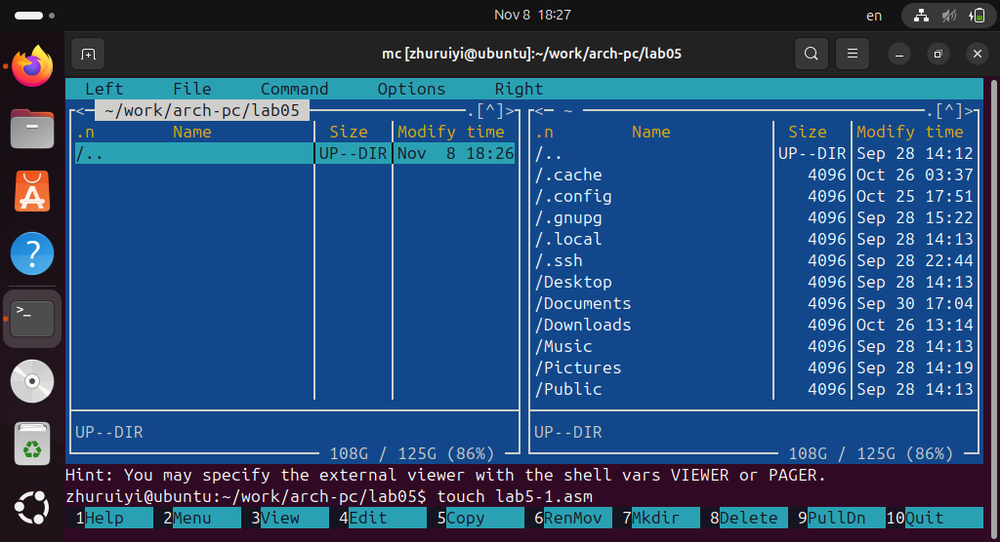 Nov 8 18:27
en
mc [zhuruiyi@ubuntu]:~/work/arch-pc/lab05
Left File Command Options Right
<─ ~/work/arch-pc/lab05 ─.[^]>
.n Name Size Modify time
/.. UP--DIR Nov 8 18:26
UP--DIR
108G / 125G (86%)
<─ ~ ─.[^]>
.n Name Size Modify time
/.. UP--DIR Sep 28 14:12
/.cache 4096 Oct 26 03:37
/.config 4096 Oct 25 17:51
/.gnupg 4096 Sep 28 15:22
/.local 4096 Sep 28 14:13
/.ssh 4096 Sep 28 22:44
/Desktop 4096 Sep 28 14:13
/Documents 4096 Sep 30 17:04
/Downloads 4096 Oct 26 13:14
/Music 4096 Sep 28 14:13
/Pictures 4096 Sep 28 14:19
/Public 4096 Sep 28 14:13
UP--DIR
108G / 125G (86%)
Hint: You may specify the external viewer with the shell vars VIEWER or PAGER.
zhuruiyi@ubuntu:~/work/arch-pc/lab05$ touch lab5-1.asm
1Help 2Menu 3View 4Edit 5Copy 6RenMov 7Mkdir 8Delete 9PullDn 10Quit